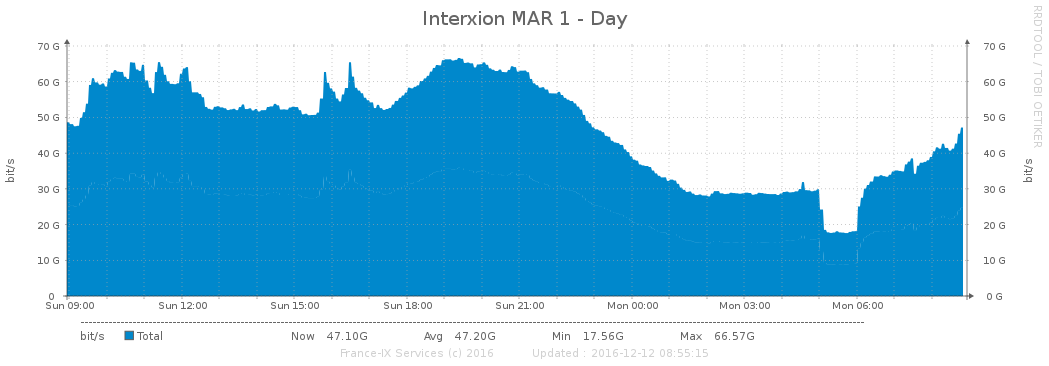 Interxion MAR 1 - Day
RRDTOOL / TOBI OETIKER
70 G 70 G
60 G 60 G
50 G 50 G
40 G 40 G
30 G 30 G
20 G 20 G
10 G 10 G
0 0 G
bit/s bit/s
Sun 09:00 Sun 12:00 Sun 15:00 Sun 18:00 Sun 21:00 Mon 00:00 Mon 03:00 Mon 06:00
bit/s Total Now 47.10G Avg 47.20G Min 17.56G Max 66.57G
France-IX Services (c) 2016 Updated : 2016-12-12 08:55:15